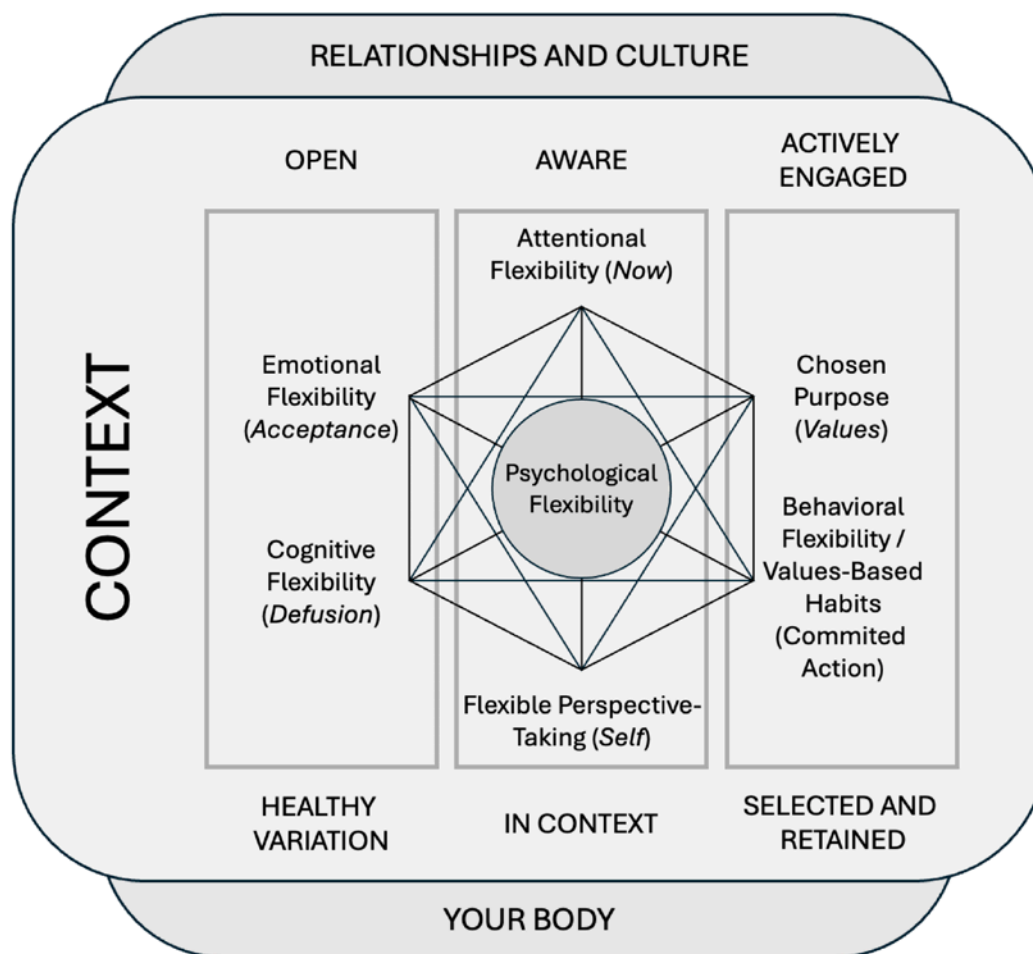 RELATIONSHIPS AND CULTURE
OPEN
AWARE
ACTIVELY
ENGAGED
CONTEXT
Attentional
Flexibility (Now)
Emotional
Flexibility
(Acceptance)
Cognitive
Flexibility
(Defusion)
Psychological
Flexibility
Chosen
Purpose
(Values)
Behavioral
Flexibility /
Values-Based
Habits
(Commited
Action)
Flexible Perspective-
Taking (Self)
HEALTHY
VARIATION
IN CONTEXT
SELECTED AND
RETAINED
YOUR BODY